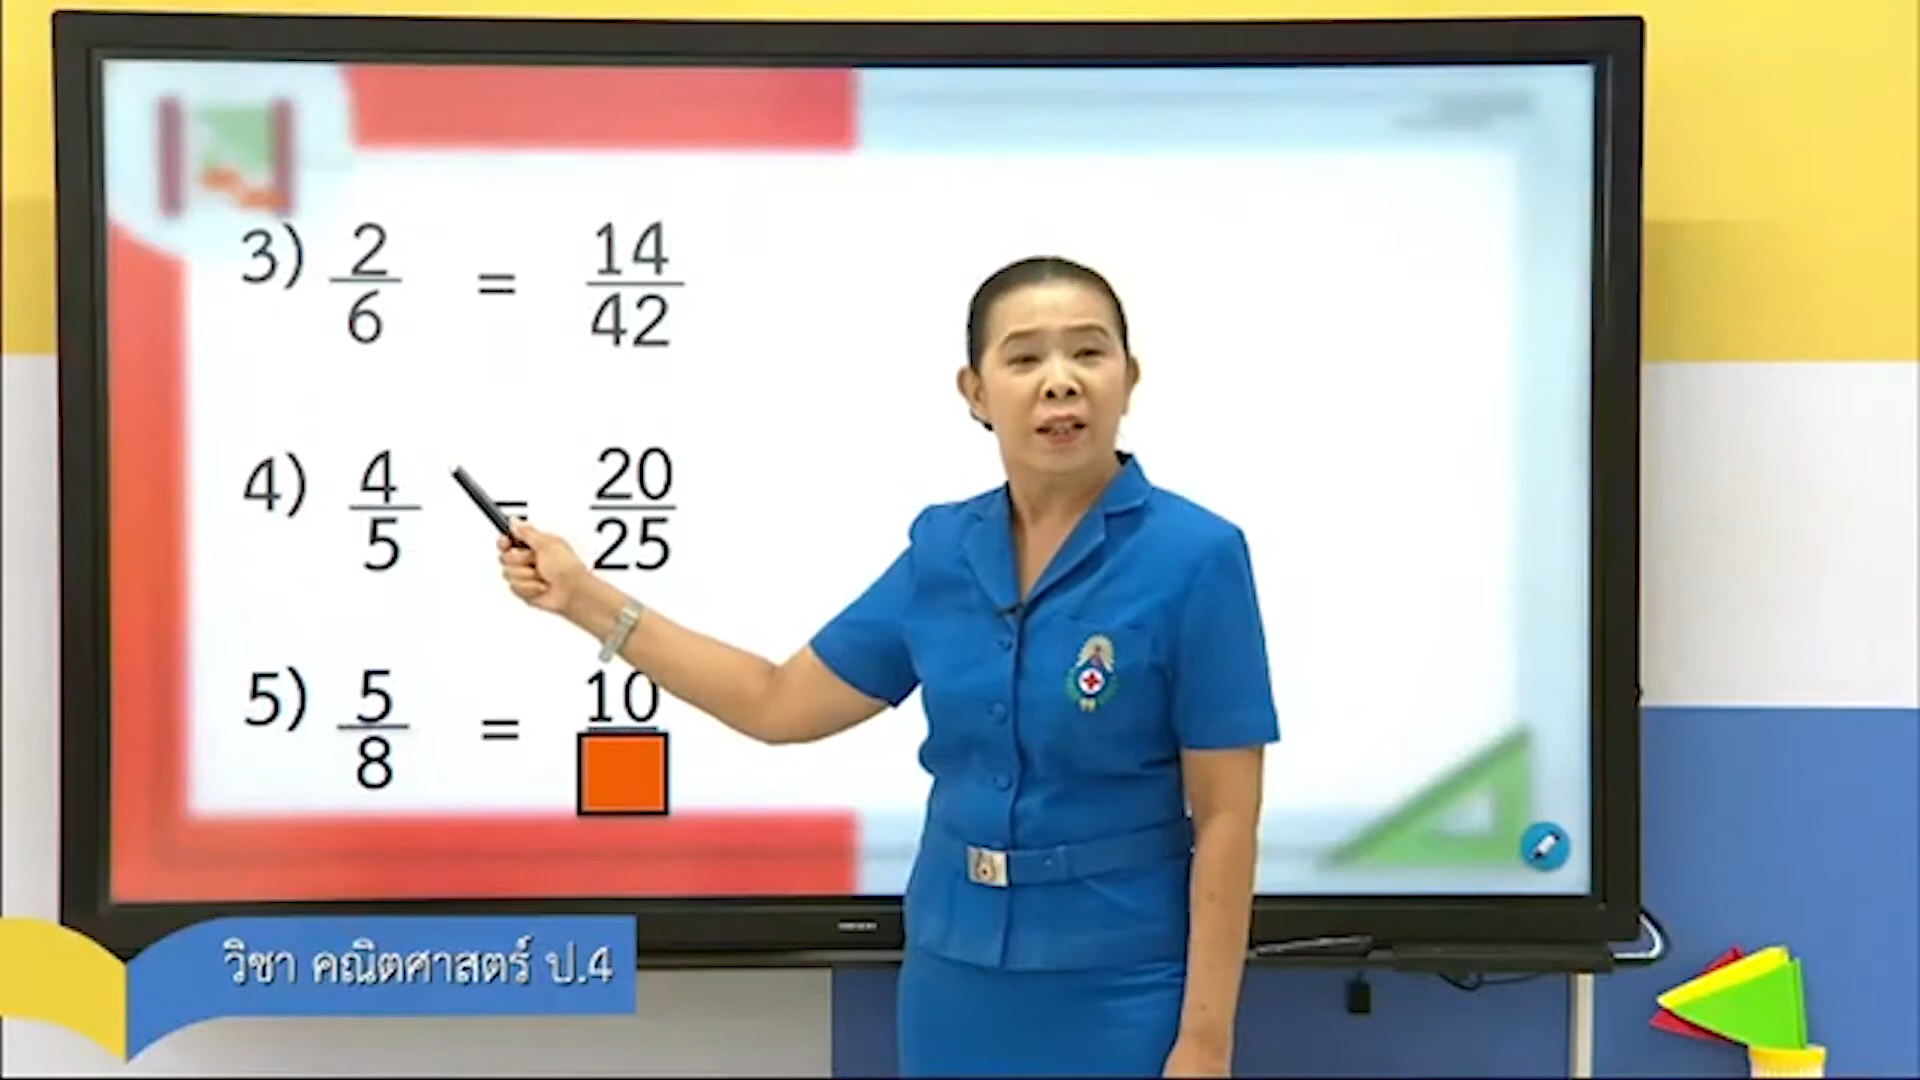 3) 2/6 = 14/42
4) 4/5 = 20/25
5) 5/8 = 10/
วิชา คณิตศาสตร์ ป.4